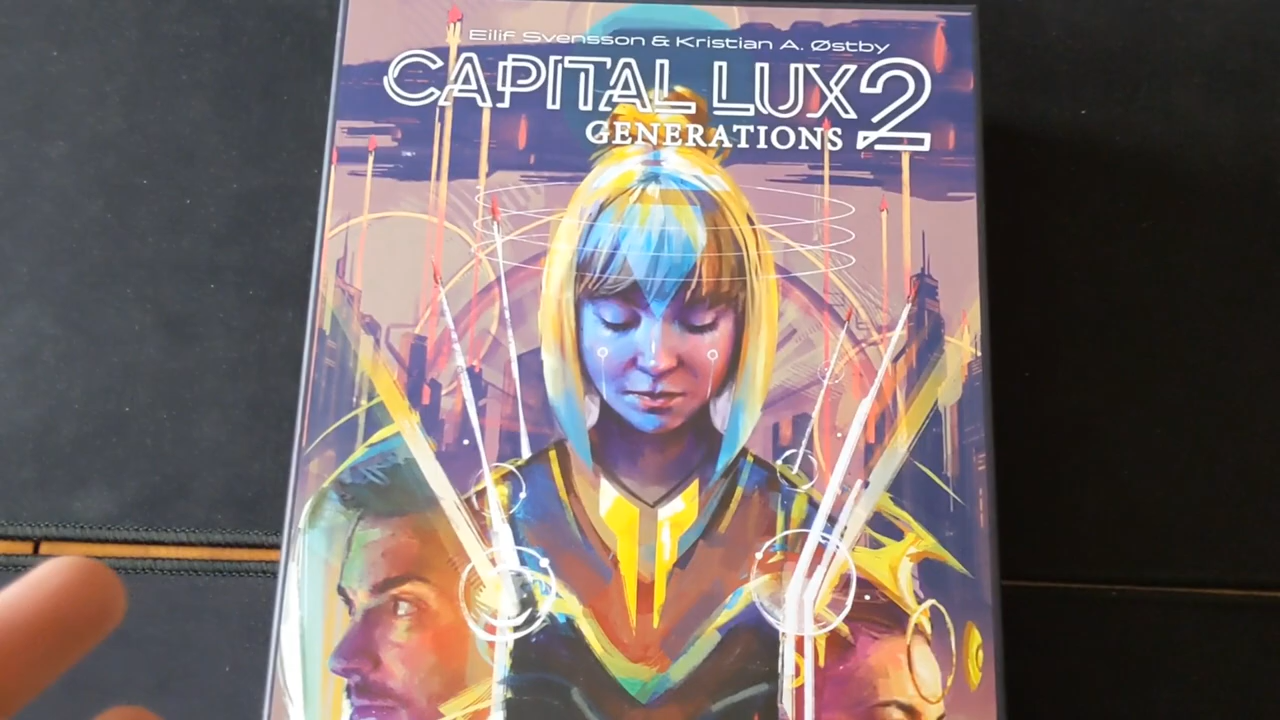 Eilif Svensson & Kristian A. Østby
CAPITAL LUX 2
GENERATIONS